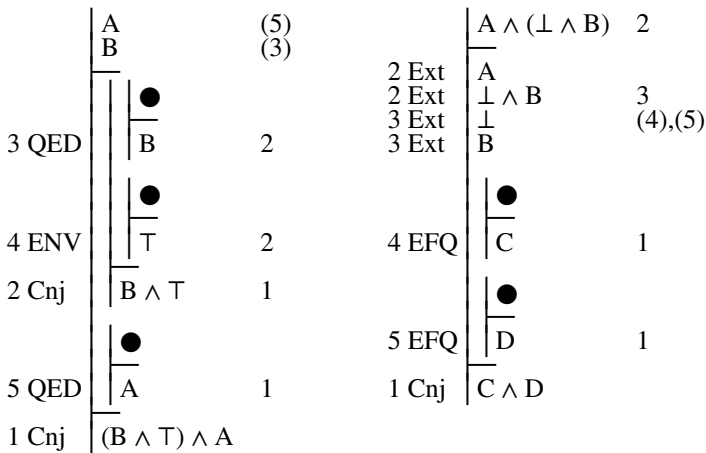 A (5)
B (3)
●
3 QED B 2
●
4 ENV ⊤ 2
2 Cnj B ∧ ⊤ 1
●
5 QED A 1
1 Cnj (B ∧ ⊤) ∧ A
A ∧ (⊥ ∧ B) 2
2 Ext A
2 Ext ⊥ ∧ B 3
3 Ext ⊥ (4),(5)
3 Ext B
●
4 EFQ C 1
●
5 EFQ D 1
1 Cnj C ∧ D